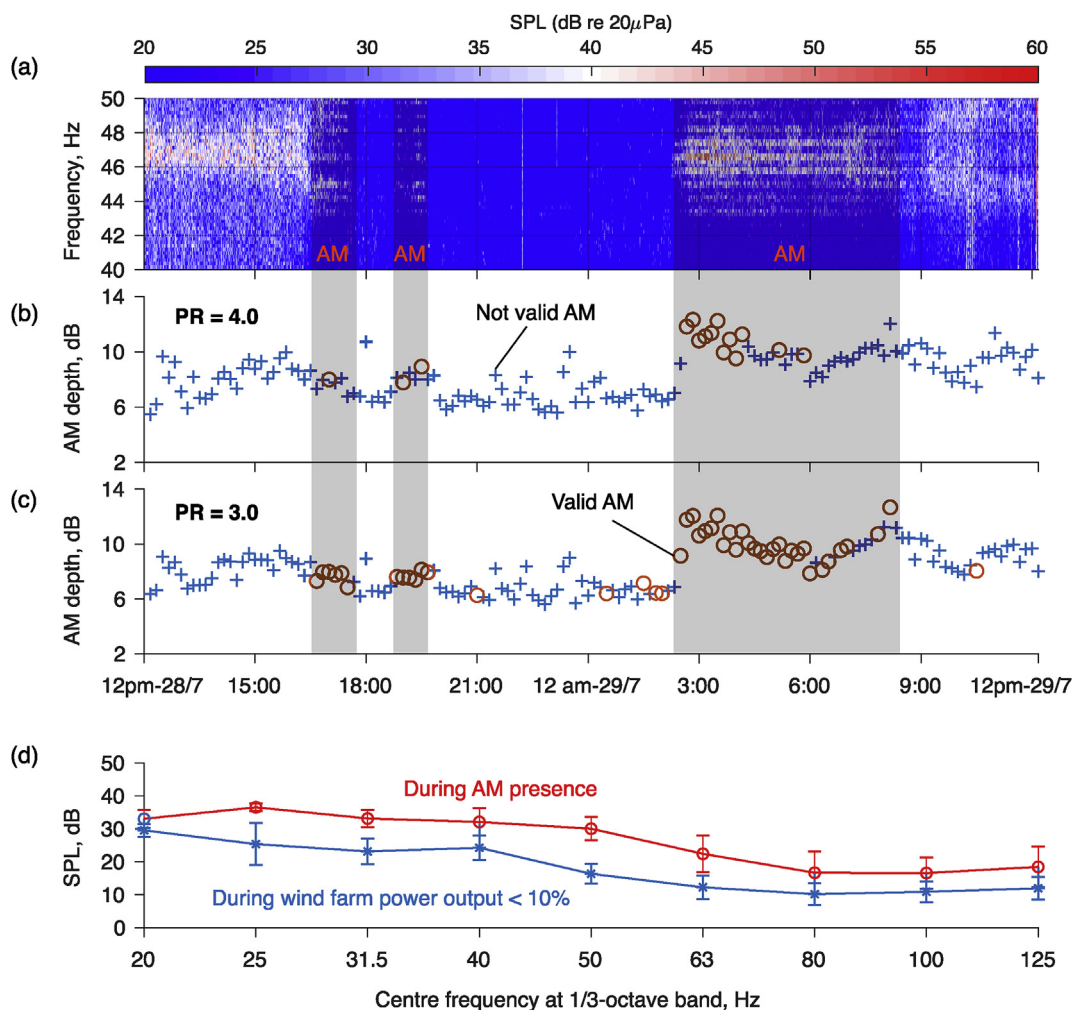 SPL (dB re 20μPa)
20 25 30 35 40 45 50 55 60
(a)
50
48
46
44
42
40
Frequency, Hz
AM AM AM
(b)
14
10
6
2
AM depth, dB
PR = 4.0
Not valid AM
(c)
14
10
6
2
AM depth, dB
PR = 3.0
Valid AM
12pm-28/7 15:00 18:00 21:00 12 am-29/7 3:00 6:00 9:00 12pm-29/7
(d)
50
40
30
20
10
0
SPL, dB
During AM presence
During wind farm power output < 10%
20 25 31.5 40 50 63 80 100 125
Centre frequency at 1/3-octave band, Hz